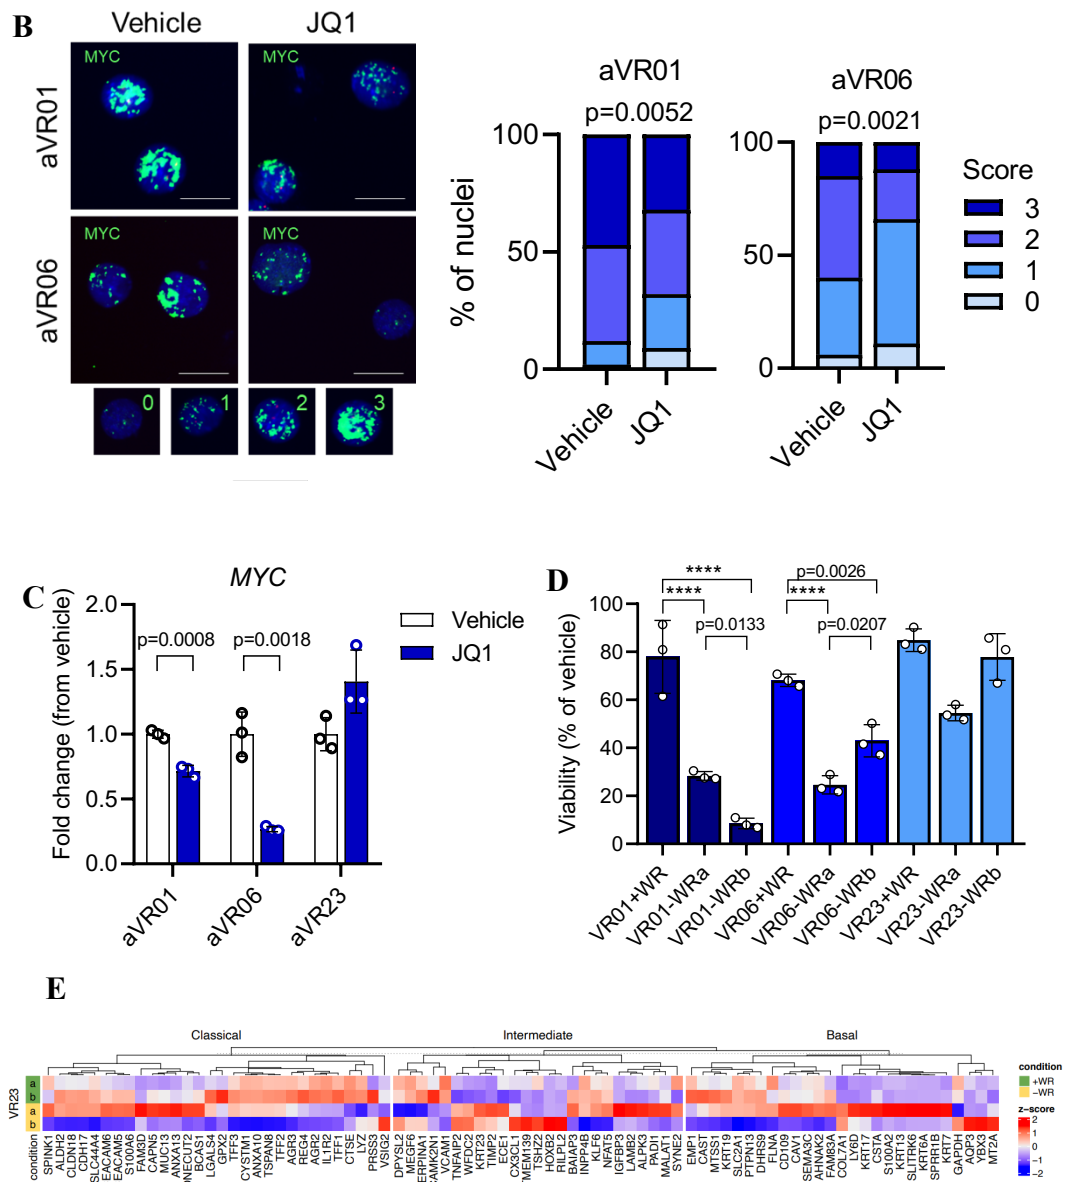 B
Vehicle JQ1
aVR01
aVR06
MYC MYC
MYC MYC
0 1 2 3
aVR01
p=0.0052
% of nuclei
100
50
0
Vehicle JQ1
aVR06
p=0.0021
100
50
0
Vehicle JQ1
Score
3
2
1
0
C
MYC
Fold change (from vehicle)
2.0
1.5
1.0
0.5
0.0
p=0.0008 p=0.0018
Vehicle
JQ1
aVR01 aVR06 aVR23
D
Viability (% of vehicle)
100
80
60
40
20
0
**** p=0.0026
**** ****
p=0.0133 p=0.0207
VR01+WR VR01-WRa VR01-WRb VR06+WR VR06-WRa VR06-WRb VR23+WR VR23-WRa VR23-WRb
E
Classical Intermediate Basal
VR23
a
b
a
b
condition
SPINK1 ALDH2 CLDN18 CDH17 SLC44A4 EACAM6 EACAM5 S100A6 CAPN5 MUC13 ANXA13 ONECUT2 BCAS1 LGALS4 GPX2 TFF3 CYSTM1 ANXA10 TSPAN8 TFF2 AGR3 REG4 AGR2 IL1R2 TFF1 CTSE LYZ PRSS3 VSIG2
DPYSL2 MEGF6 ERPINA1 CAMK2N1 VCAM1 TNFAIP2 WFDC2 KRT23 TIMP2 ECE1 CX3CL1 TMEM139 TSHZ2 HOXB2 RILPL2 BAIAP3 INPP4B KLF6 NFAT5 IGFBP3 LAMB2 ALPK3 PADI1 MALAT1 SYNE2
EMP1 CAST MTSS1 KRT19 SLC2A1 PTPN13 DHRS9 FLNA CD109 CAV1 SEMA3C AHNAK2 FAM83A COL7A1 LY6D KRT17 CSTA S100A2 KRT13 SLITRK6 KRT6A SPRR1B KRT7 GAPDH AQP3 YBX3 MT2A
condition
+WR
-WR
z-score
2
1
0
−1
−2